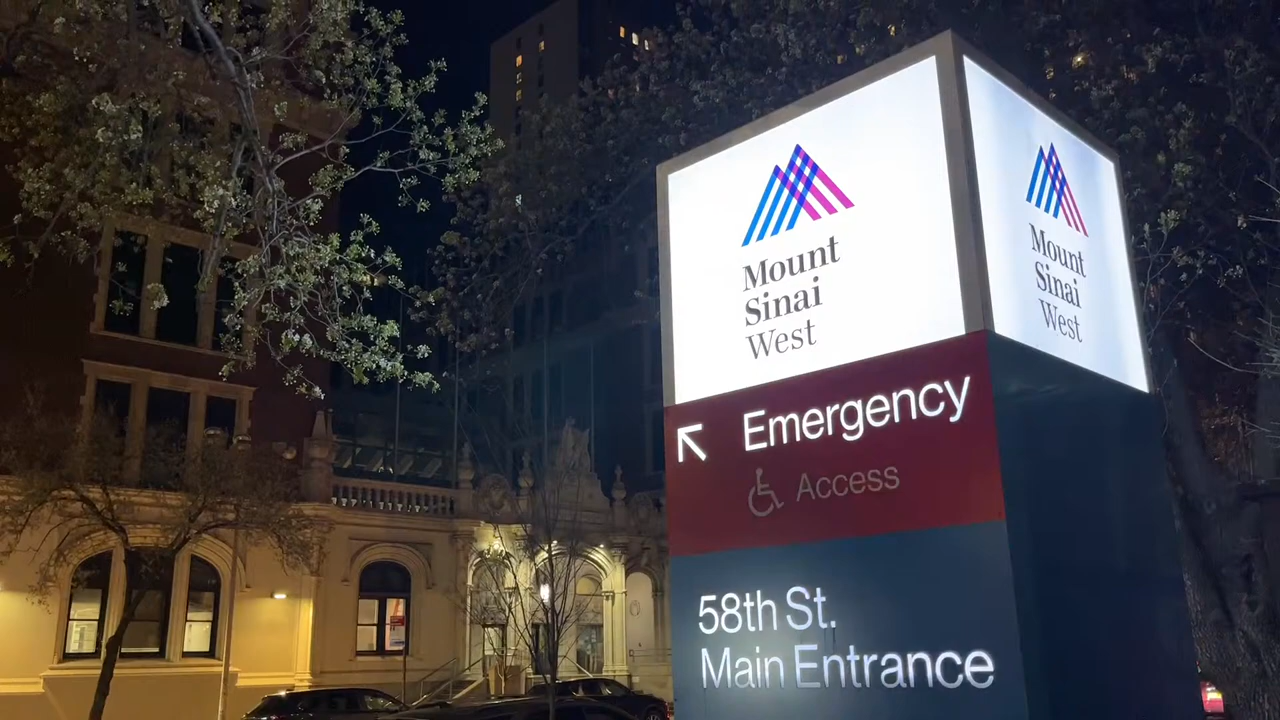 Mount
Sinai
West
Mount
Sinai
West
Emergency
Access
58th St.
Main Entrance